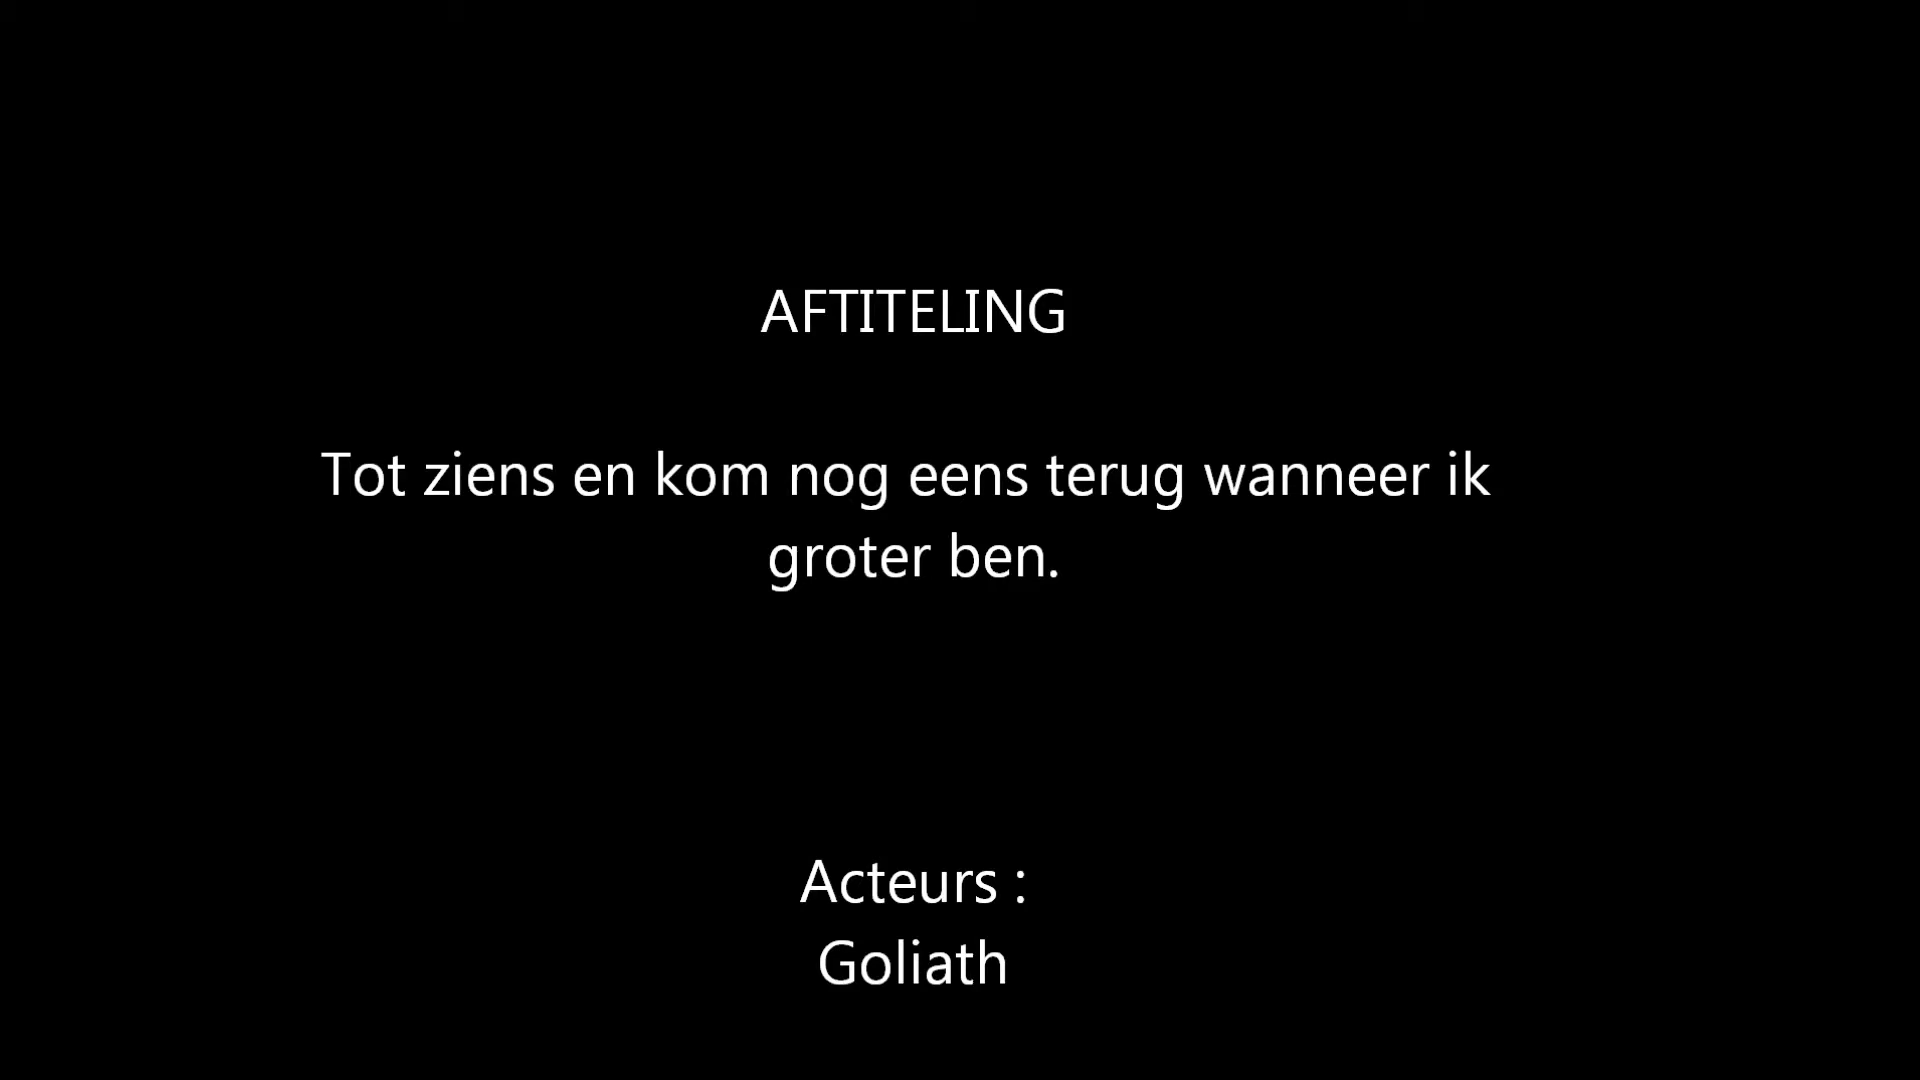 AFTITELING
Tot ziens en kom nog eens terug wanneer ik
groter ben.
Acteurs :
Goliath